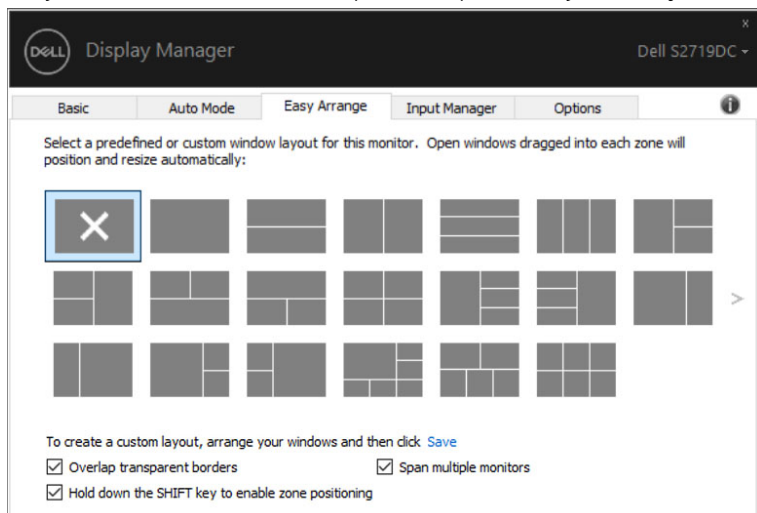 x
DELL Display Manager
Dell S2719DC
Basic Auto Mode Easy Arrange Input Manager Options
Select a predefined or custom window layout for this monitor. Open windows dragged into each zone will
position and resize automatically:
To create a custom layout, arrange your windows and then click Save
Overlap transparent borders Span multiple monitors
Hold down the SHIFT key to enable zone positioning